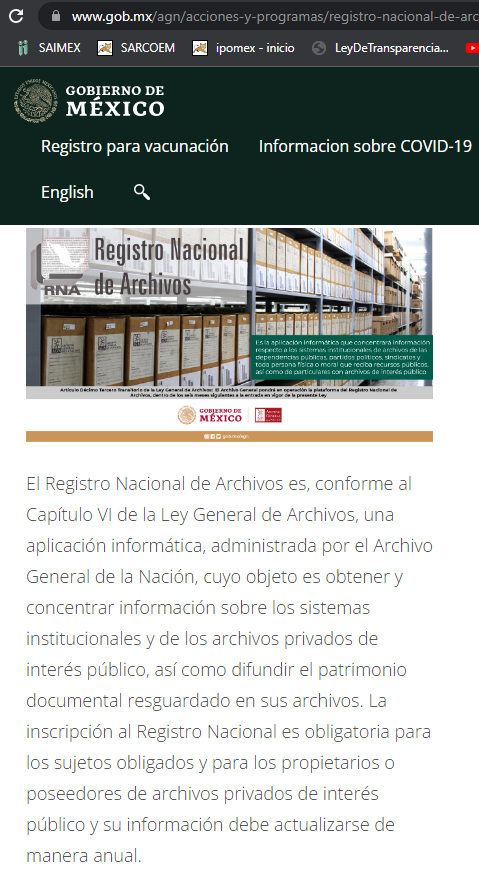 www.gob.mx/agn/acciones-y-programas/registro-nacional-de-arc
SAIMEX SARCOEM ipomex - inicio LeyDeTransparencia...
GOBIERNO DE
MÉXICO
Registro para vacunación Informacion sobre COVID-19
English
RNA
Registro Nacional
de Archivos
Es la aplicación informática que concentrará información
respecto a los sistemas institucionales de archivos de las
dependencias públicas, partidos políticos, sindicatos y
toda persona física o moral que reciba recursos públicos,
así como de particulares con archivos de interés público
Artículo Décimo Tercero Transitorio de la Ley General de Archivos: El Archivo General pondrá en operación la plataforma del Registro Nacional de
Archivos, dentro de los seis meses siguientes a la entrada en vigor de la presente Ley
GOBIERNO DE
MÉXICO
El Registro Nacional de Archivos es, conforme al
Capítulo VI de la Ley General de Archivos, una
aplicación informática, administrada por el Archivo
General de la Nación, cuyo objeto es obtener y
concentrar información sobre los sistemas
institucionales y de los archivos privados de
interés público, así como difundir el patrimonio
documental resguardado en sus archivos. La
inscripción al Registro Nacional es obligatoria para
los sujetos obligados y para los propietarios o
poseedores de archivos privados de interés
público y su información debe actualizarse de
manera anual.